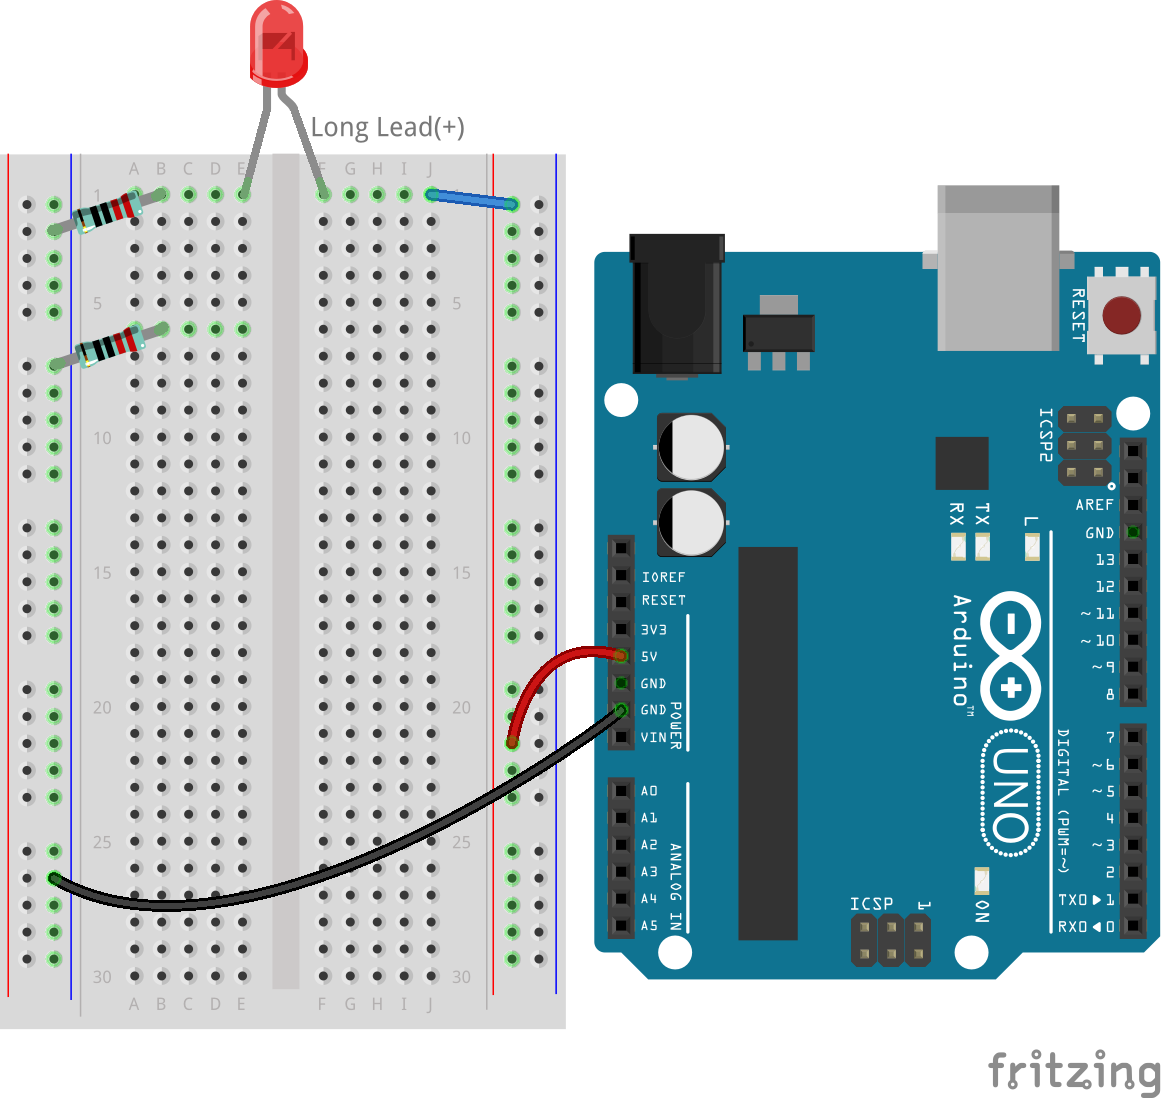 Long Lead(+)
A B C D E F G H I J
1
5 5
10 10
15 15
20 20
25 25
30 30
A B C D E F G H I J
RESET
ICSP2
AREF
GND
13
12
~11
~10
~9
8
RX TX L
IOREF
RESET
3V3
5V
GND
GND
VIN
POWER
Arduino™
UNO
DIGITAL (PWM=~)
7
~6
~5
4
~3
2
TX0▶1
RX0◀0
A0
A1
A2
A3
A4
A5
ANALOG IN
ICSP 1
ON
fritzing